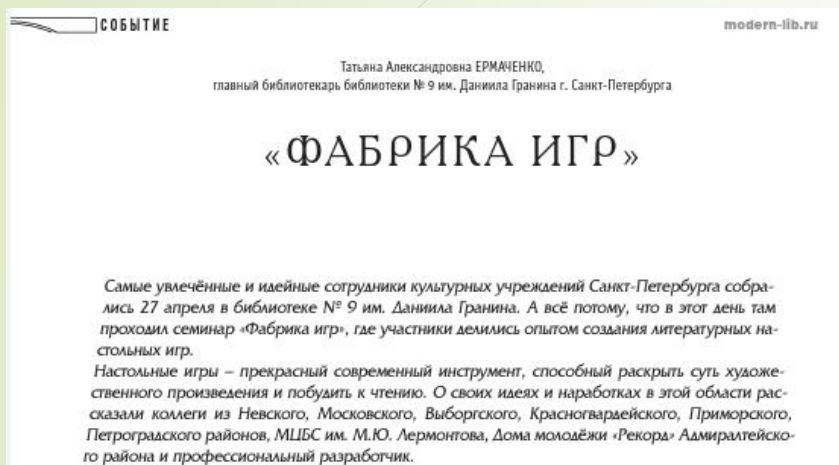 СОБЫТИЕ
modern-lib.ru
Татьяна Александровна ЕРМАЧЕНКО,
главный библиотекарь библиотеки № 9 им. Даниила Гранина г. Санкт-Петербурга
«ФАБРИКА ИГР»
Самые увлечённые и идейные сотрудники культурных учреждений Санкт-Петербурга собра-
лись 27 апреля в библиотеке № 9 им. Даниила Гранина. А всё потому, что в этот день там
проходил семинар «Фабрика игр», где участники делились опытом создания литературных на-
стольных игр.
Настольные игры – прекрасный современный инструмент, способный раскрыть суть художе-
ственного произведения и побудить к чтению. О своих идеях и наработках в этой области рас-
сказали коллеги из Невского, Московского, Выборгского, Красногвардейского, Приморского,
Петроградского районов, МЦБС им. М.Ю. Лермонтова, Дома молодёжи «Рекорд» Адмиралтейско-
го района и профессиональный разработчик.